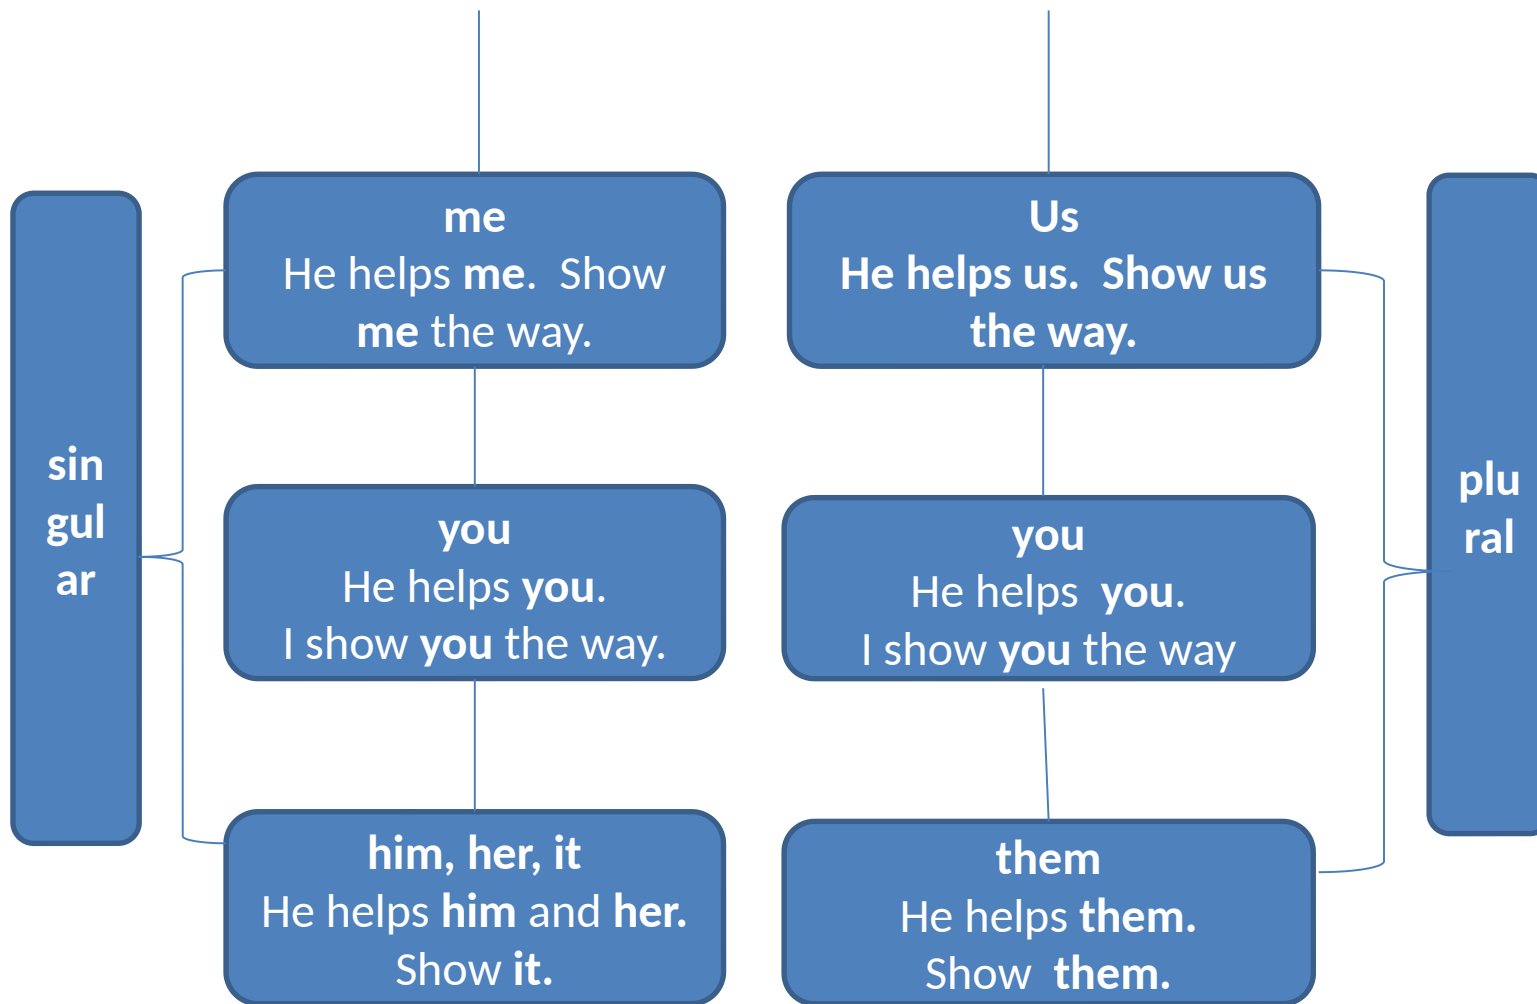 sin
gul
ar
me
He helps me.  Show
me the way.
you
He helps you.
I show you the way.
him, her, it
He helps him and her.
Show it.
Us
He helps us.  Show us
the way.
you
He helps  you.
I show you the way
them
He helps them.
Show  them.
plu
ral